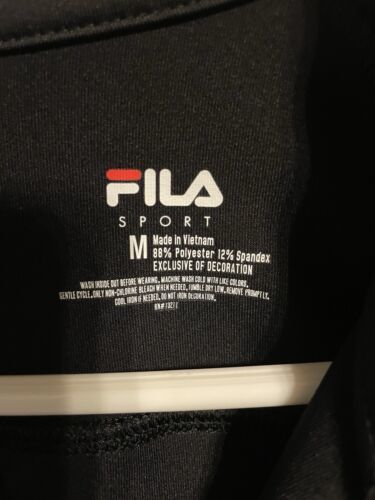 FILA
SPORT
M
Made in Vietnam
88% Polyester 12% Spandex
EXCLUSIVE OF DECORATION
WASH INSIDE OUT BEFORE WEARING, MACHINE WASH COLD WITH LIKE COLORS,
GENTLE CYCLE, ONLY NON-CHLORINE BLEACH WHEN NEEDED, TUMBLE DRY LOW, REMOVE PROMPTLY,
COOL IRON IF NEEDED, DO NOT IRON DECORATION.